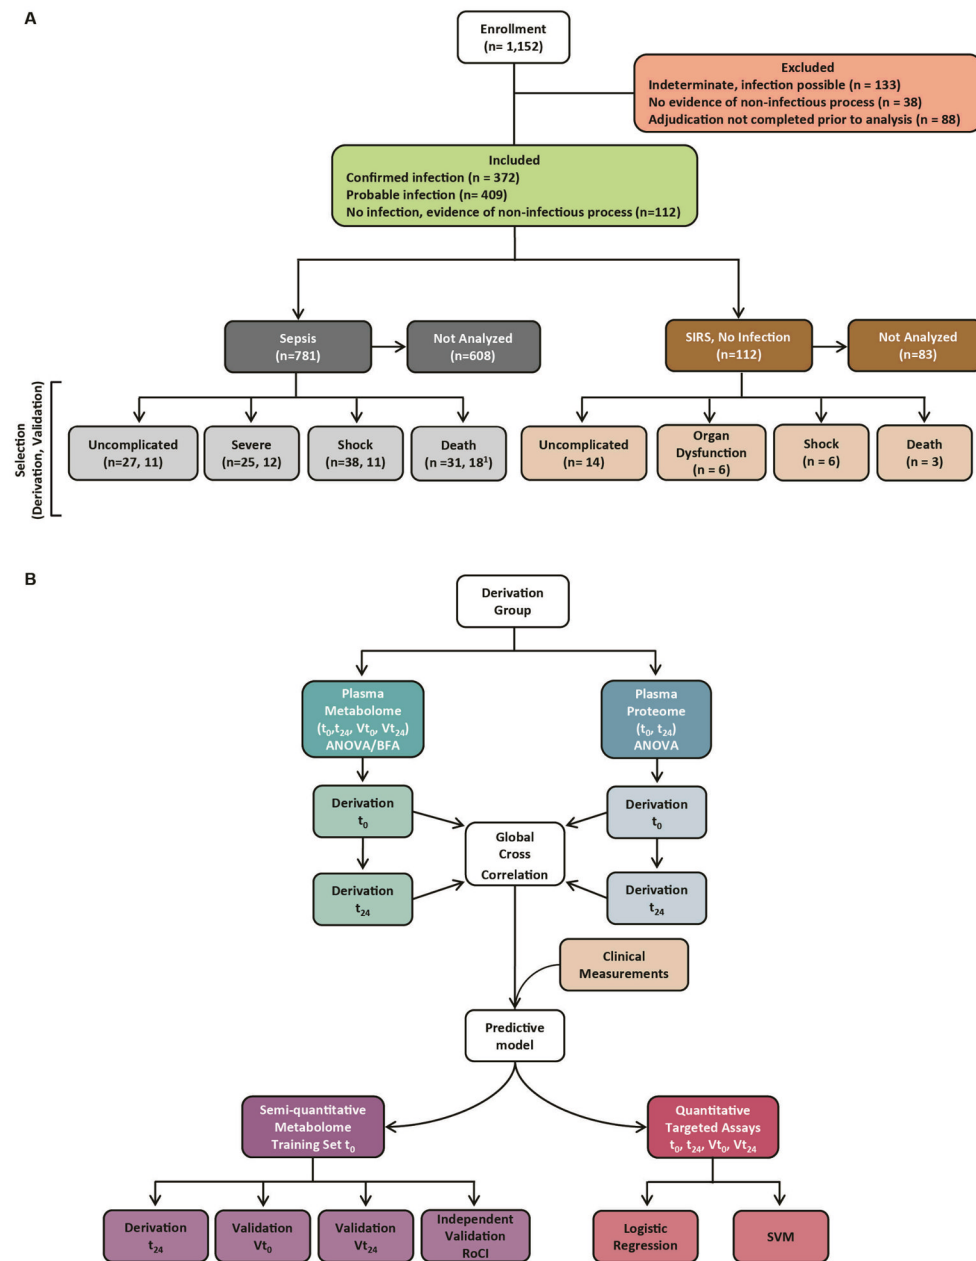 A
Enrollment
(n= 1,152)
Excluded
Indeterminate, infection possible (n = 133)
No evidence of non-infectious process (n = 38)
Adjudication not completed prior to analysis (n = 88)
Included
Confirmed infection (n = 372)
Probable infection (n= 409)
No infection, evidence of non-infectious process (n=112)
Sepsis
(n=781)
Not Analyzed
(n=608)
SIRS, No Infection
(n=112)
Not Analyzed
(n=83)
Selection
(Derivation, Validation)
Uncomplicated
(n=27, 11)
Severe
(n=25, 12)
Shock
(n=38, 11)
Death
(n =31, 18¹)
Uncomplicated
(n= 14)
Organ
Dysfunction
(n = 6)
Shock
(n = 6)
Death
(n = 3)
B
Derivation
Group
Plasma
Metabolome
(t₀,t₂₄, Vt₀, Vt₂₄)
ANOVA/BFA
Plasma
Proteome
(t₀, t₂₄)
ANOVA
Derivation
t₀
Derivation
t₀
Global
Cross
Correlation
Derivation
t₂₄
Derivation
t₂₄
Clinical
Measurements
Predictive
model
Semi-quantitative
Metabolome
Training Set t₀
Quantitative
Targeted Assays
t₀, t₂₄, Vt₀, Vt₂₄
Derivation
t₂₄
Validation
Vt₀
Validation
Vt₂₄
Independent
Validation
RoCI
Logistic
Regression
SVM